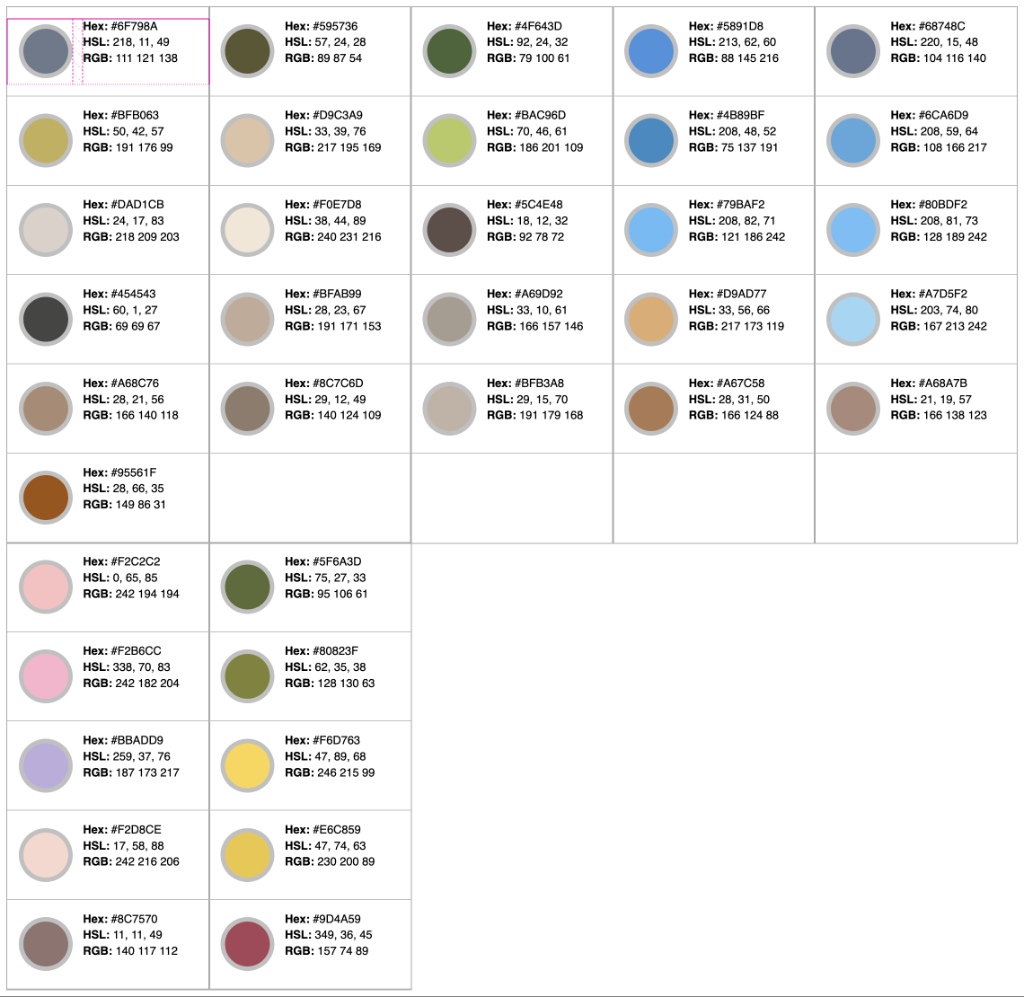 Hex: #6F798A
HSL: 218, 11, 49
RGB: 111 121 138
Hex: #595736
HSL: 57, 24, 28
RGB: 89 87 54
Hex: #4F643D
HSL: 92, 24, 32
RGB: 79 100 61
Hex: #5891D8
HSL: 213, 62, 60
RGB: 88 145 216
Hex: #68748C
HSL: 220, 15, 48
RGB: 104 116 140
Hex: #BFB063
HSL: 50, 42, 57
RGB: 191 176 99
Hex: #D9C3A9
HSL: 33, 39, 76
RGB: 217 195 169
Hex: #BAC96D
HSL: 70, 46, 61
RGB: 186 201 109
Hex: #4B89BF
HSL: 208, 48, 52
RGB: 75 137 191
Hex: #6CA6D9
HSL: 208, 59, 64
RGB: 108 166 217
Hex: #DAD1CB
HSL: 24, 17, 83
RGB: 218 209 203
Hex: #F0E7D8
HSL: 38, 44, 89
RGB: 240 231 216
Hex: #5C4E48
HSL: 18, 12, 32
RGB: 92 78 72
Hex: #79BAF2
HSL: 208, 82, 71
RGB: 121 186 242
Hex: #80BDF2
HSL: 208, 81, 73
RGB: 128 189 242
Hex: #454543
HSL: 60, 1, 27
RGB: 69 69 67
Hex: #BFAB99
HSL: 28, 23, 67
RGB: 191 171 153
Hex: #A69D92
HSL: 33, 10, 61
RGB: 166 157 146
Hex: #D9AD77
HSL: 33, 56, 66
RGB: 217 173 119
Hex: #A7D5F2
HSL: 203, 74, 80
RGB: 167 213 242
Hex: #A68C76
HSL: 28, 21, 56
RGB: 166 140 118
Hex: #8C7C6D
HSL: 29, 12, 49
RGB: 140 124 109
Hex: #BFB3A8
HSL: 29, 15, 70
RGB: 191 179 168
Hex: #A67C58
HSL: 28, 31, 50
RGB: 166 124 88
Hex: #A68A7B
HSL: 21, 19, 57
RGB: 166 138 123
Hex: #95561F
HSL: 28, 66, 35
RGB: 149 86 31
Hex: #F2C2C2
HSL: 0, 65, 85
RGB: 242 194 194
Hex: #5F6A3D
HSL: 75, 27, 33
RGB: 95 106 61
Hex: #F2B6CC
HSL: 338, 70, 83
RGB: 242 182 204
Hex: #80823F
HSL: 62, 35, 38
RGB: 128 130 63
Hex: #BBADD9
HSL: 259, 37, 76
RGB: 187 173 217
Hex: #F6D763
HSL: 47, 89, 68
RGB: 246 215 99
Hex: #F2D8CE
HSL: 17, 58, 88
RGB: 242 216 206
Hex: #E6C859
HSL: 47, 74, 63
RGB: 230 200 89
Hex: #8C7570
HSL: 11, 11, 49
RGB: 140 117 112
Hex: #9D4A59
HSL: 349, 36, 45
RGB: 157 74 89